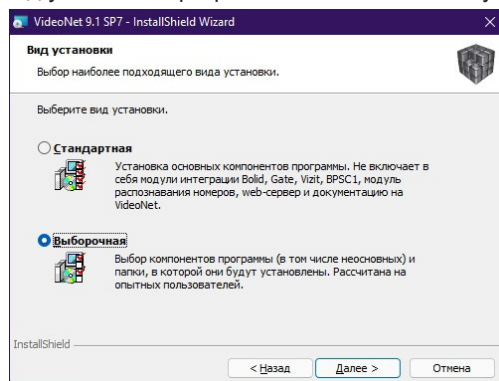 VideoNet 9.1 SP7 - InstallShield Wizard
Вид установки
Выбор наиболее подходящего вида установки.
Выберите вид установки.
Стандартная
Установка основных компонентов программы. Не включает в
себя модули интеграции Bolid, Gate, Vizit, BPSC1, модуль
распознавания номеров, web-сервер и документацию на
VideoNet.
Выборочная
Выбор компонентов программы (в том числе неосновных) и
папки, в которой они будут установлены. Рассчитана на
опытных пользователей.
InstallShield
< Назад
Далее >
Отмена